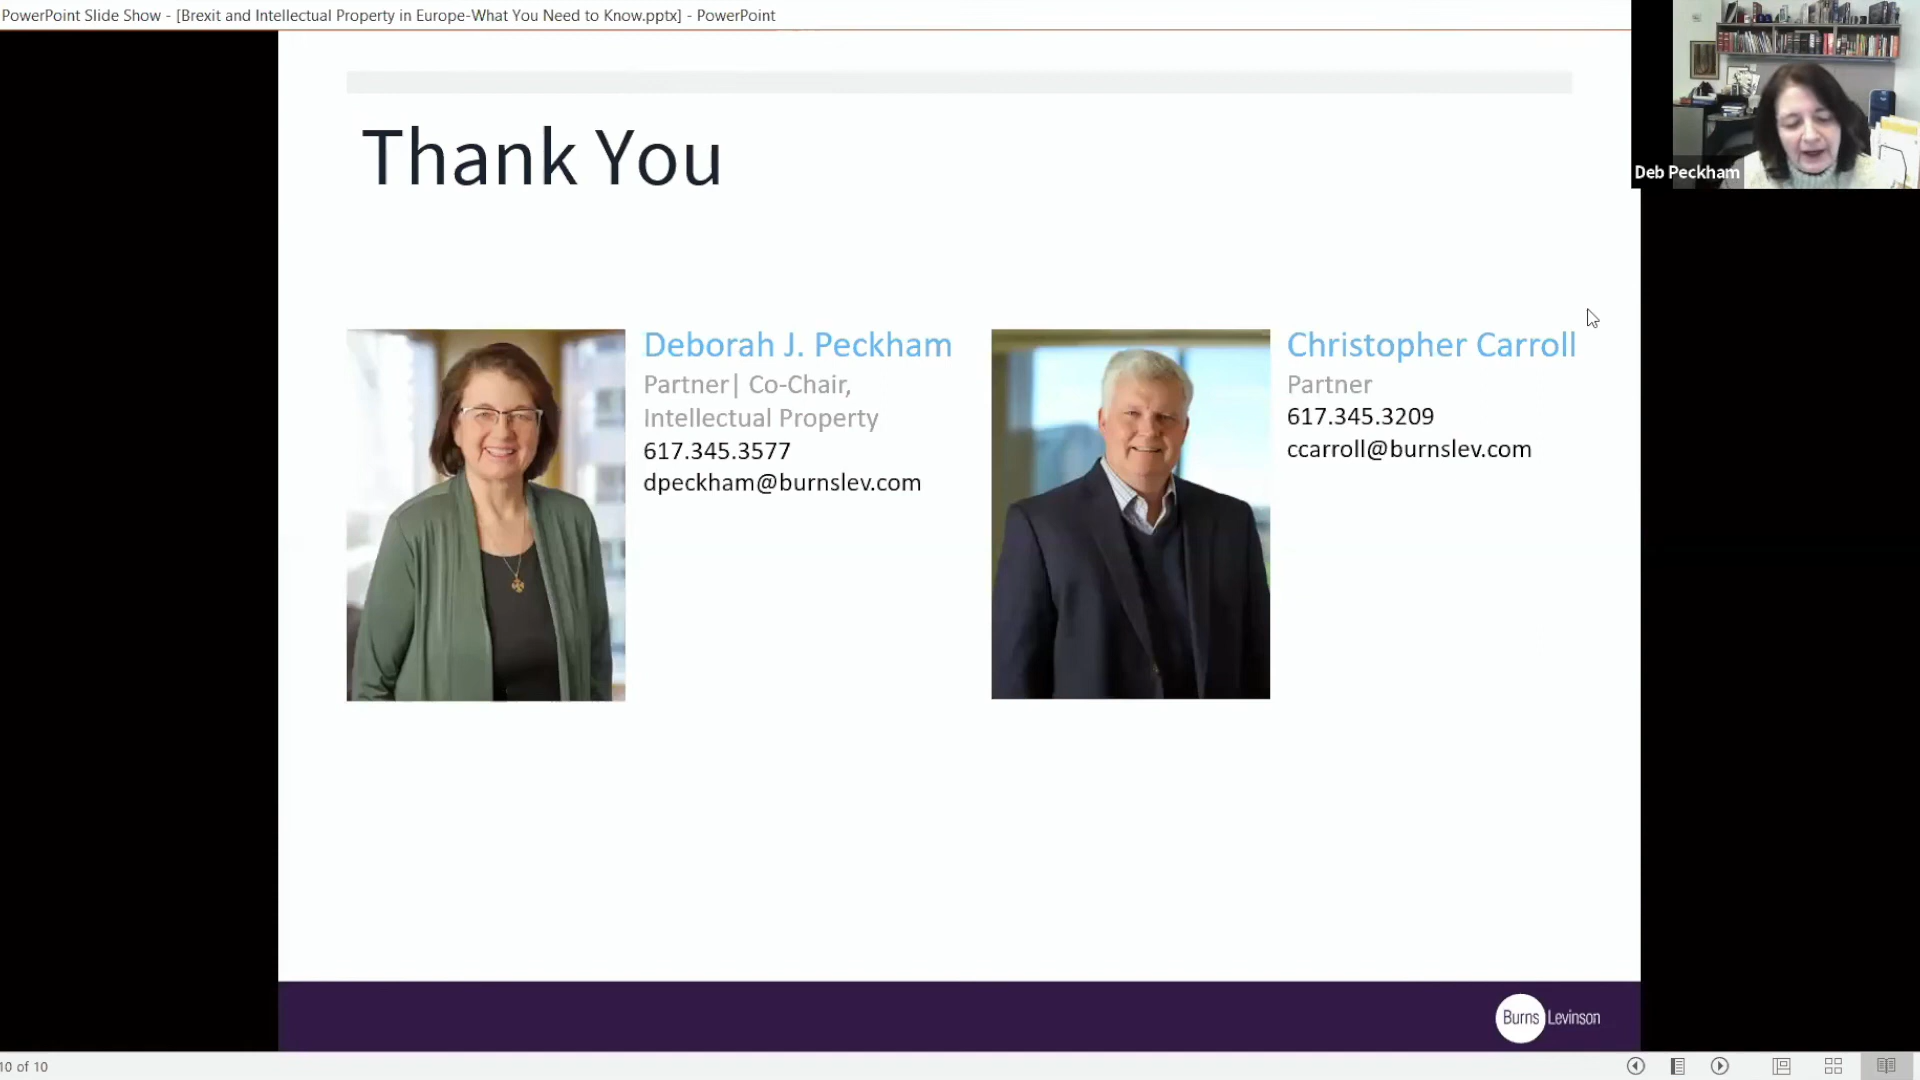 PowerPoint Slide Show - [Brexit and Intellectual Property in Europe-What You Need to Know.pptx] - PowerPoint
Deb Peckham
Thank You
Deborah J. Peckham
Partner| Co-Chair,
Intellectual Property
617.345.3577
dpeckham@burnslev.com
Christopher Carroll
Partner
617.345.3209
ccarroll@burnslev.com
Burns Levinson
10 of 10